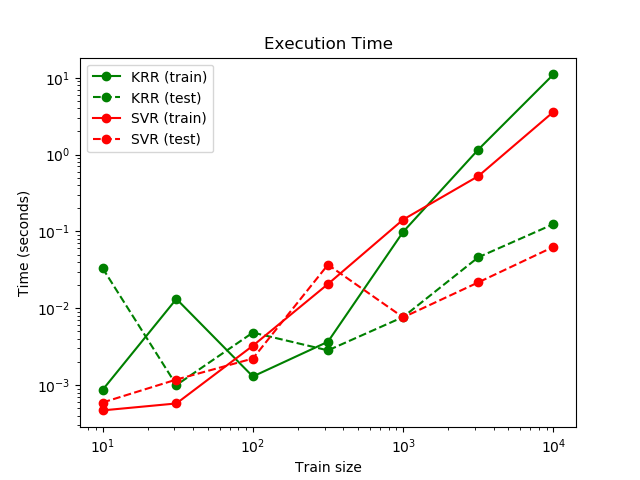 Execution Time
KRR (train)
KRR (test)
SVR (train)
SVR (test)
10¹
10⁰
10⁻¹
10⁻²
10⁻³
Time (seconds)
10¹ 10² 10³ 10⁴
Train size